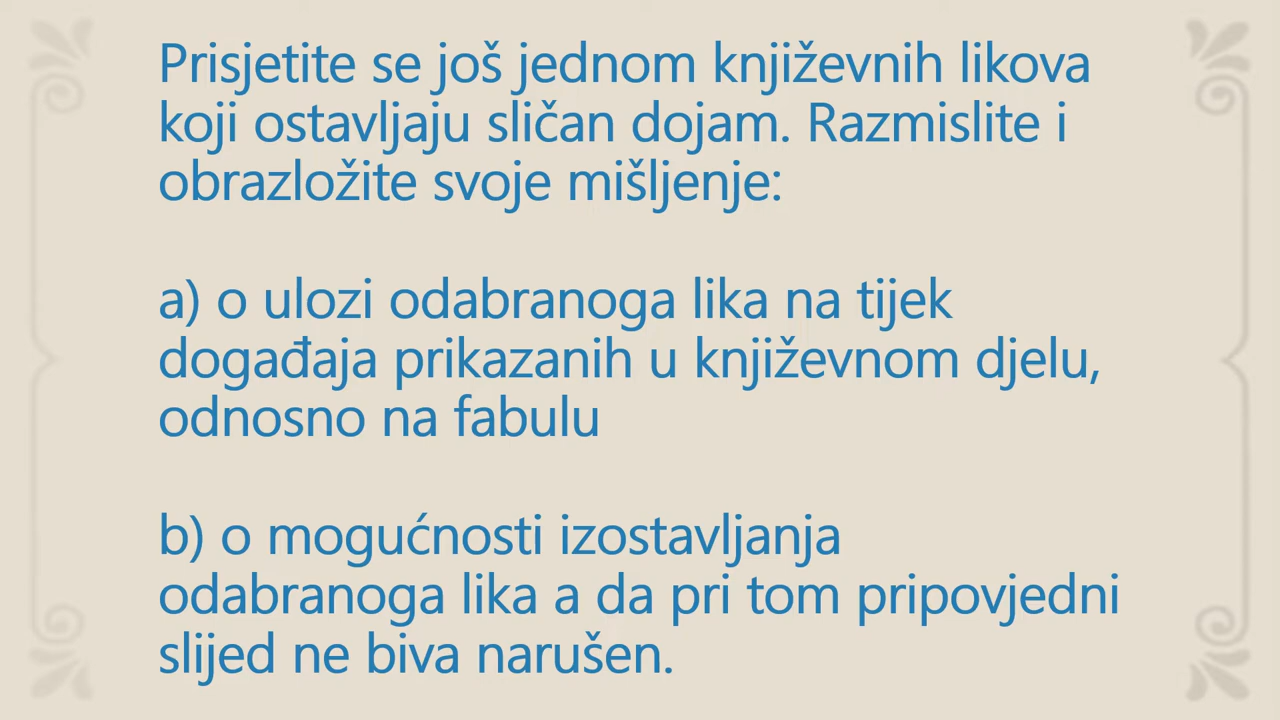 Prisjetite se još jednom književnih likova
koji ostavljaju sličan dojam. Razmislite i
obrazložite svoje mišljenje:
a) o ulozi odabranoga lika na tijek
događaja prikazanih u književnom djelu,
odnosno na fabulu
b) o mogućnosti izostavljanja
odabranoga lika a da pri tom pripovjedni
slijed ne biva narušen.